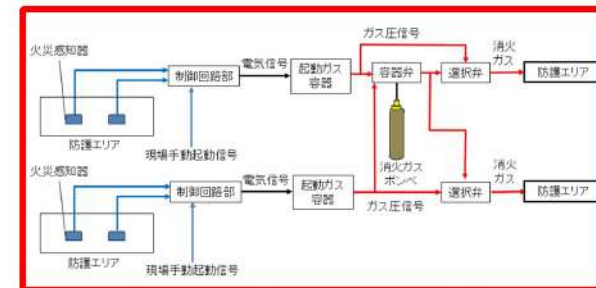 ガス圧信号
火災感知器
制御回路部
電気信号
起動ガス
容器
容器弁
選択弁
消火
ガス
防護エリア
防護エリア
現場手動起動信号
消火ガス
ボンベ
火災感知器
制御回路部
電気信号
起動ガス
容器
ガス圧信号
選択弁
消火
ガス
防護エリア
防護エリア
現場手動起動信号